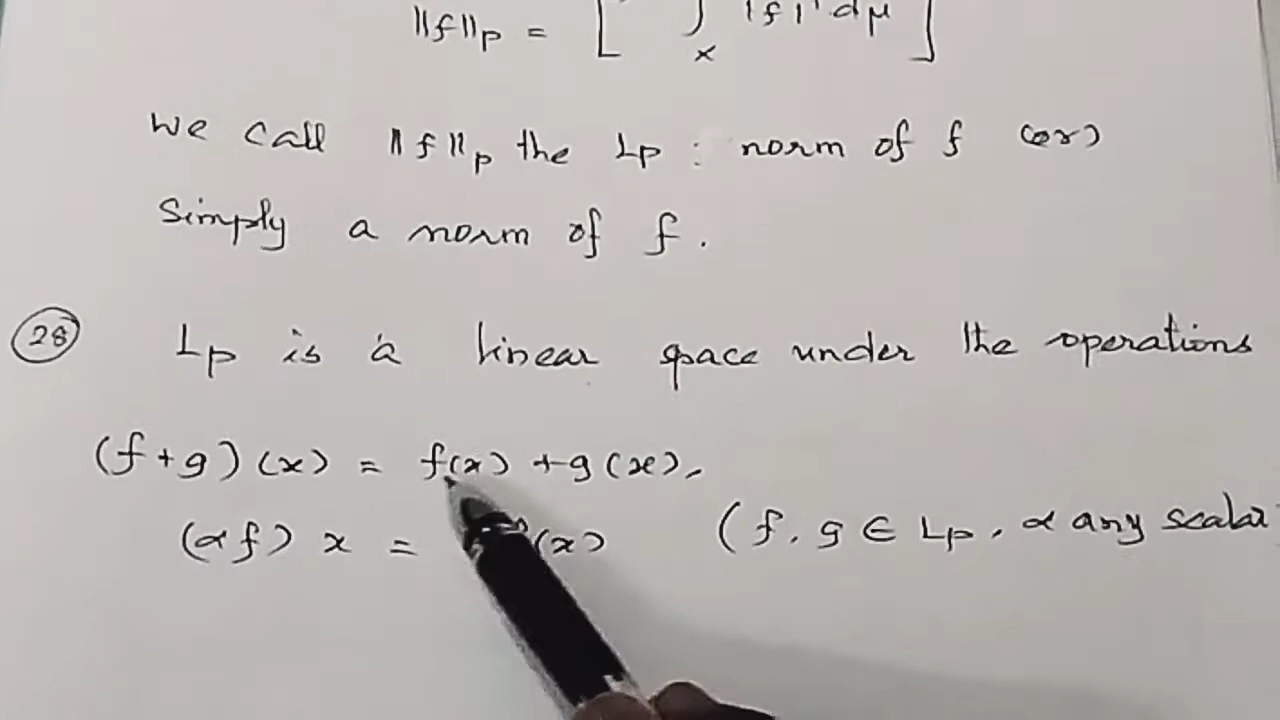 ||f||p = [ ∫x |f| dμ ]
We call ||f||p the Lp : norm of f (or)
Simply a norm of f.
(28) Lp is a linear space under the operations
(f+g)(x) = f(x) + g(x),
(αf) x = (x) (f, g ∈ Lp, α any scalar